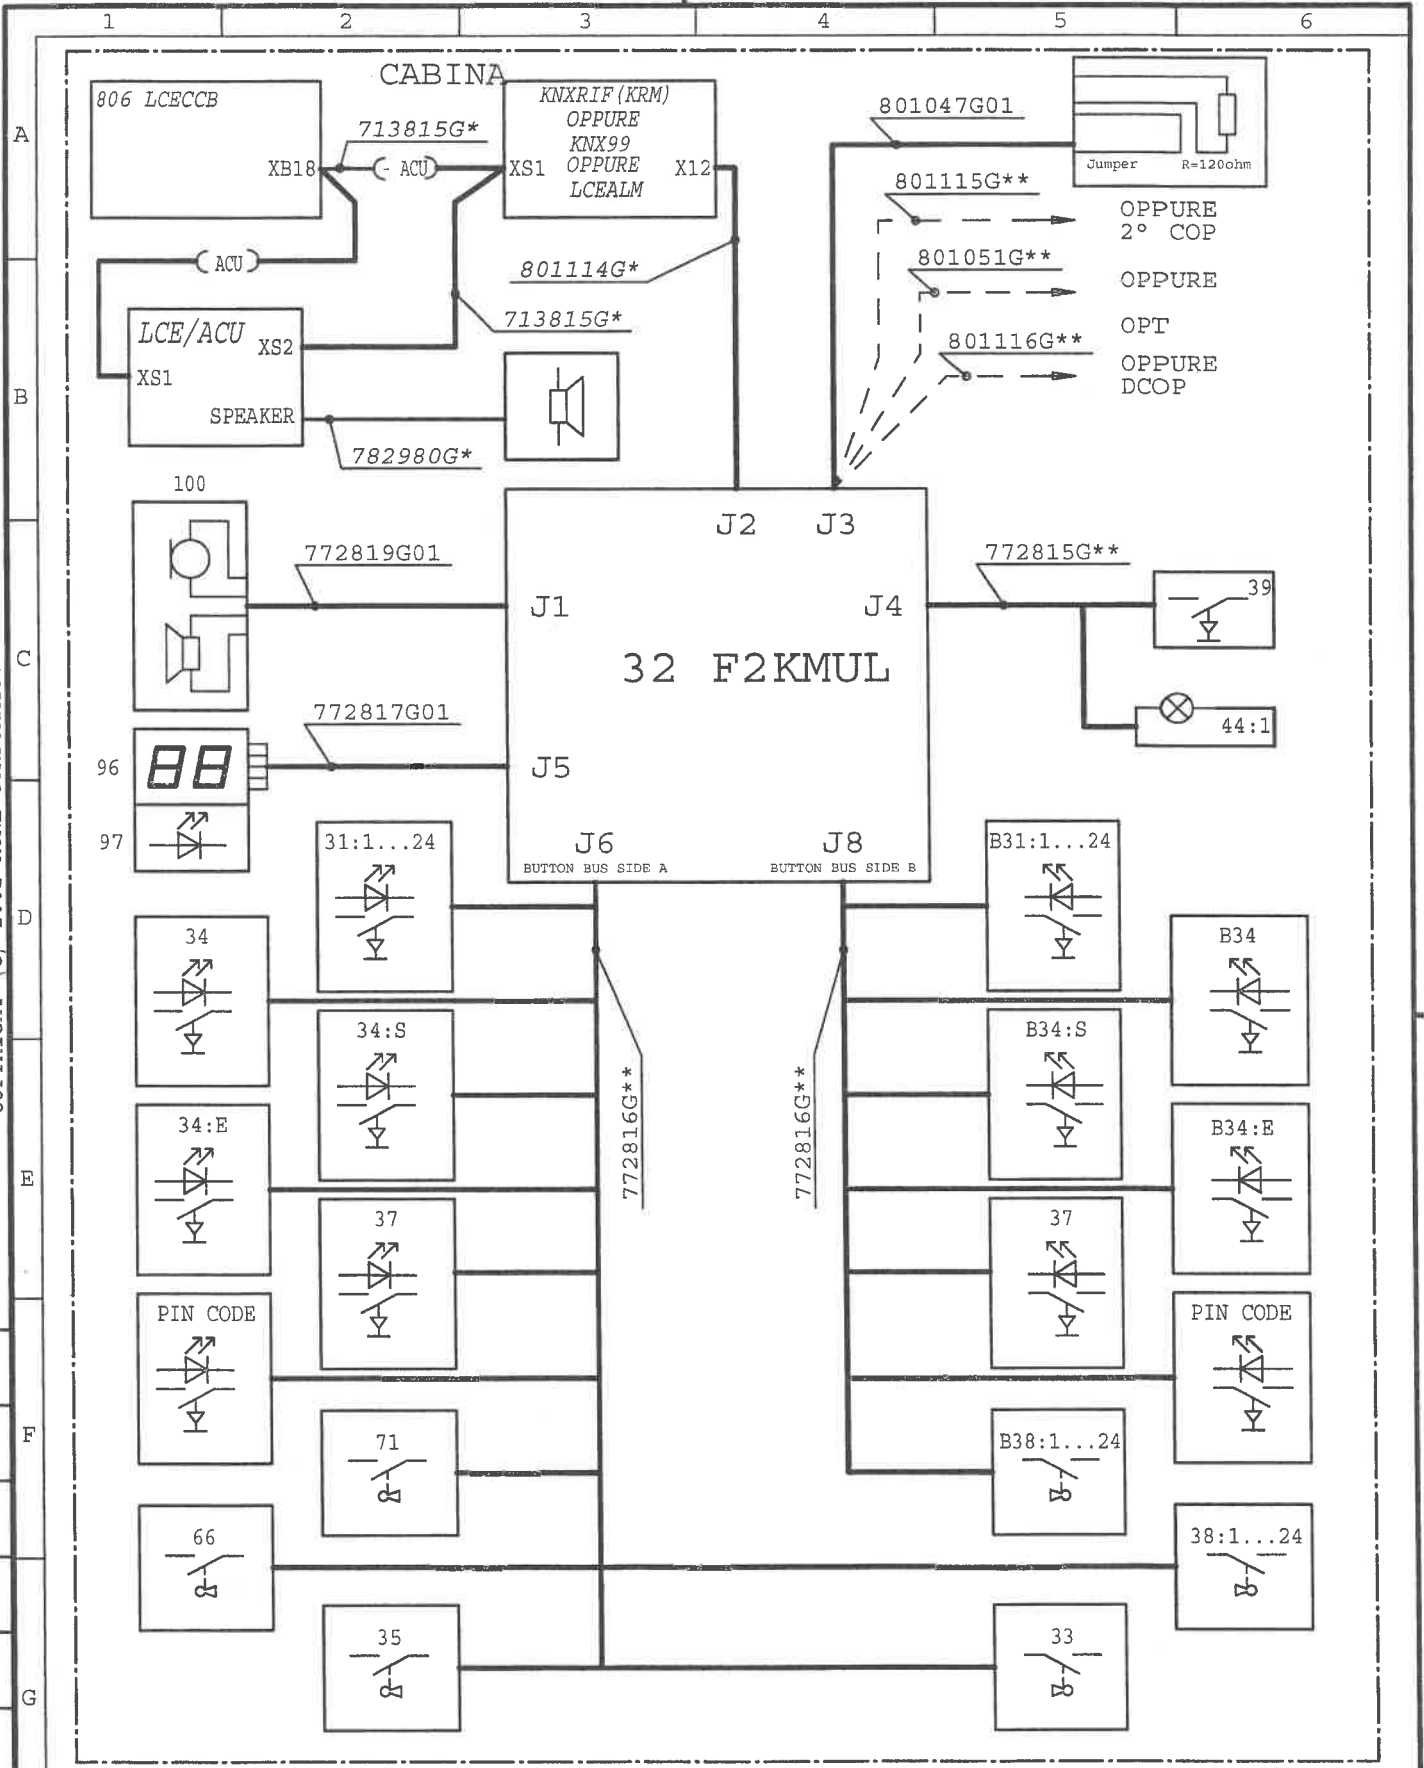 1 2 3 4 5 6
A
B
C
D
E
F
G
CABINA
806 LCECCB
XB18
713815G*
(- ACU)
KNXRIF(KRM)
OPPURE
KNX99
OPPURE
LCEALM
XS1
X12
801047G01
Jumper R=120ohm
801115G**
OPPURE
2° COP
(ACU)
801114G*
801051G**
OPPURE
713815G*
OPT
LCE/ACU
XS2
XS1
SPEAKER
801116G**
OPPURE
DCOP
782980G*
100
J2 J3
772819G01
772815G**
J1
J4
39
32 F2KMUL
772817G01
44:1
96
88
J5
97
J6
BUTTON BUS SIDE A
J8
BUTTON BUS SIDE B
31:1...24
B31:1...24
34
B34
34:S
B34:S
772816G**
772816G**
34:E
B34:E
37
37
PIN CODE
PIN CODE
71
B38:1...24
66
38:1...24
35
33